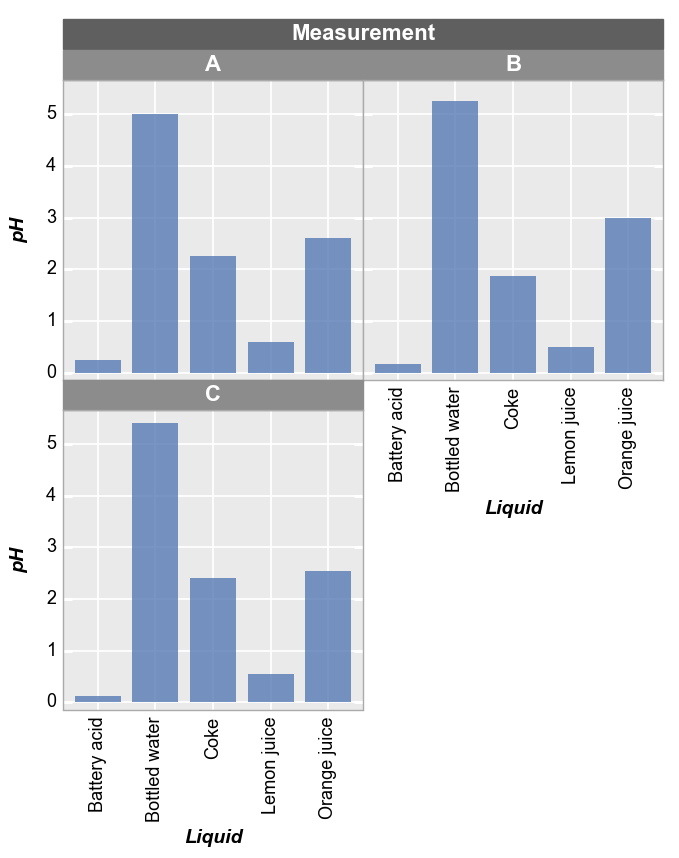 Measurement
A
B
pH
5
4
3
2
1
0
Battery acid
Bottled water
Coke
Lemon juice
Orange juice
Liquid
C
pH
5
4
3
2
1
0
Battery acid
Bottled water
Coke
Lemon juice
Orange juice
Liquid